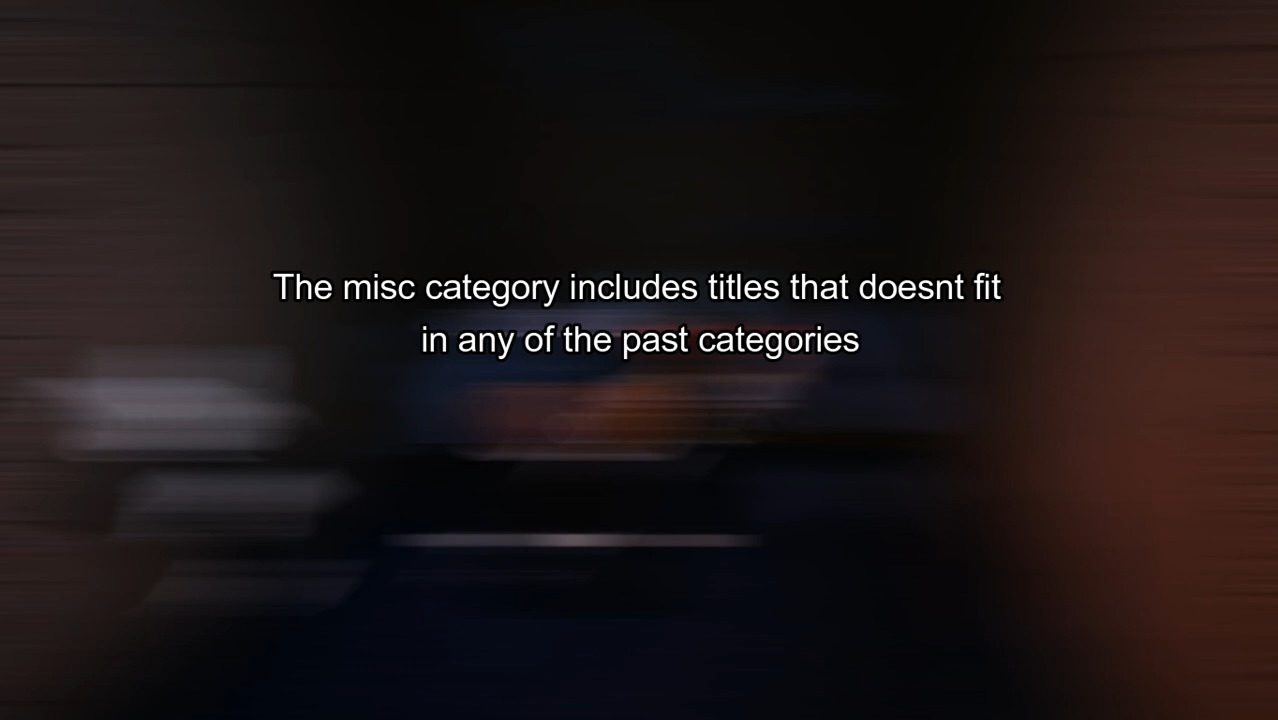 The misc category includes titles that doesnt fit
in any of the past categories